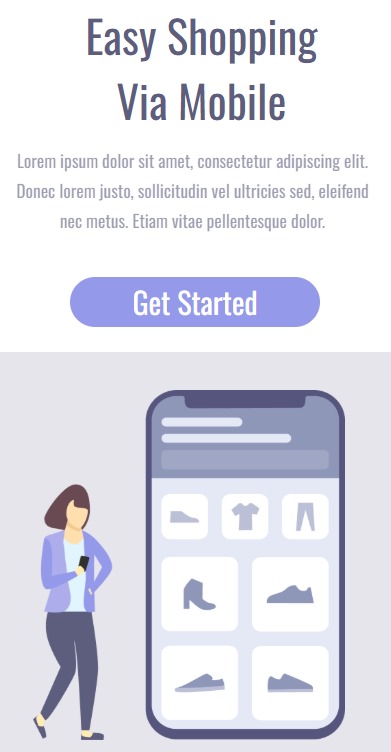 Easy Shopping
Via Mobile
Lorem ipsum dolor sit amet, consectetur adipiscing elit.
Donec lorem justo, sollicitudin vel ultricies sed, eleifend
nec metus. Etiam vitae pellentesque dolor.
Get Started